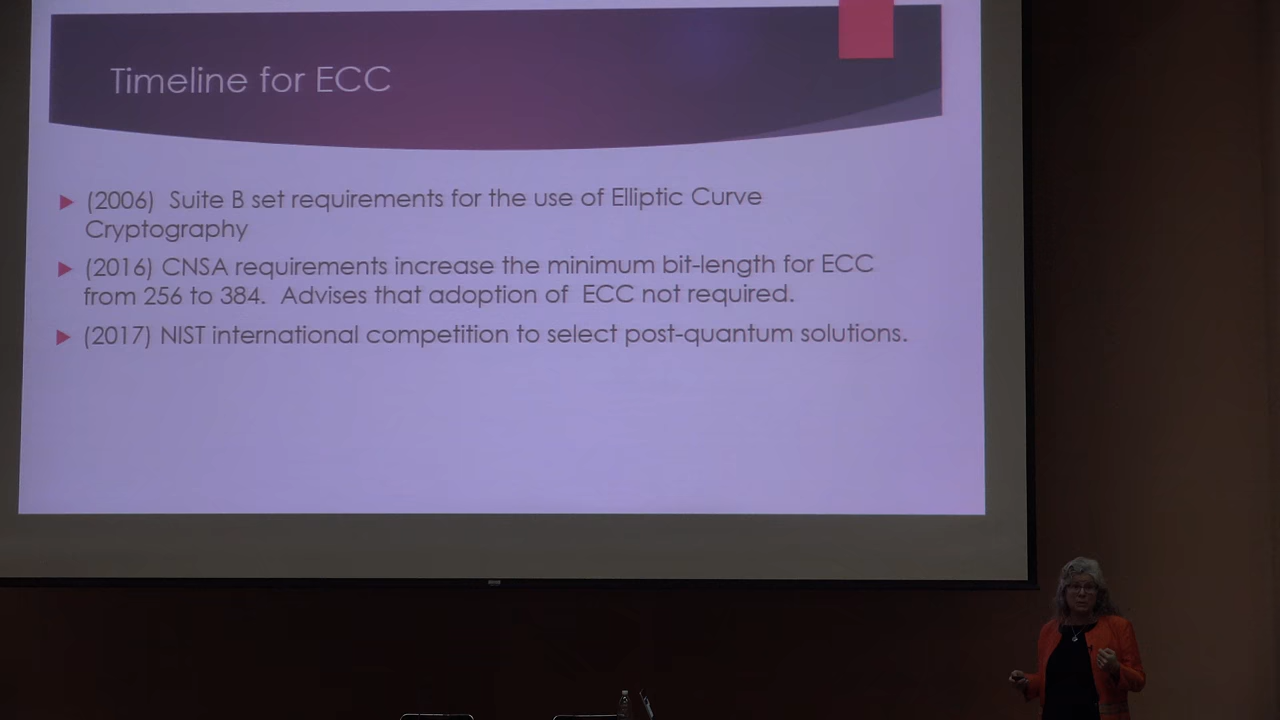 Timeline for ECC
(2006) Suite B set requirements for the use of Elliptic Curve
Cryptography
(2016) CNSA requirements increase the minimum bit-length for ECC
from 256 to 384. Advises that adoption of ECC not required.
(2017) NIST international competition to select post-quantum solutions.